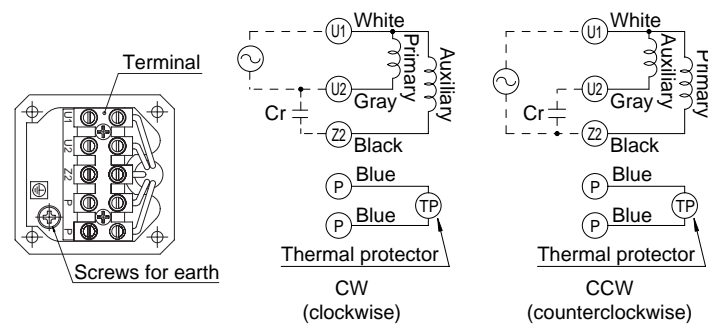 Terminal
U1
U2
Z2
P
P
Screws for earth
U1
White
Primary
Auxiliary
U2
Gray
Cr
Z2
Black
P
Blue
TP
P
Blue
Thermal protector
CW
(clockwise)
U1
White
Auxiliary
Primary
U2
Gray
Cr
Z2
Black
P
Blue
TP
P
Blue
Thermal protector
CCW
(counterclockwise)